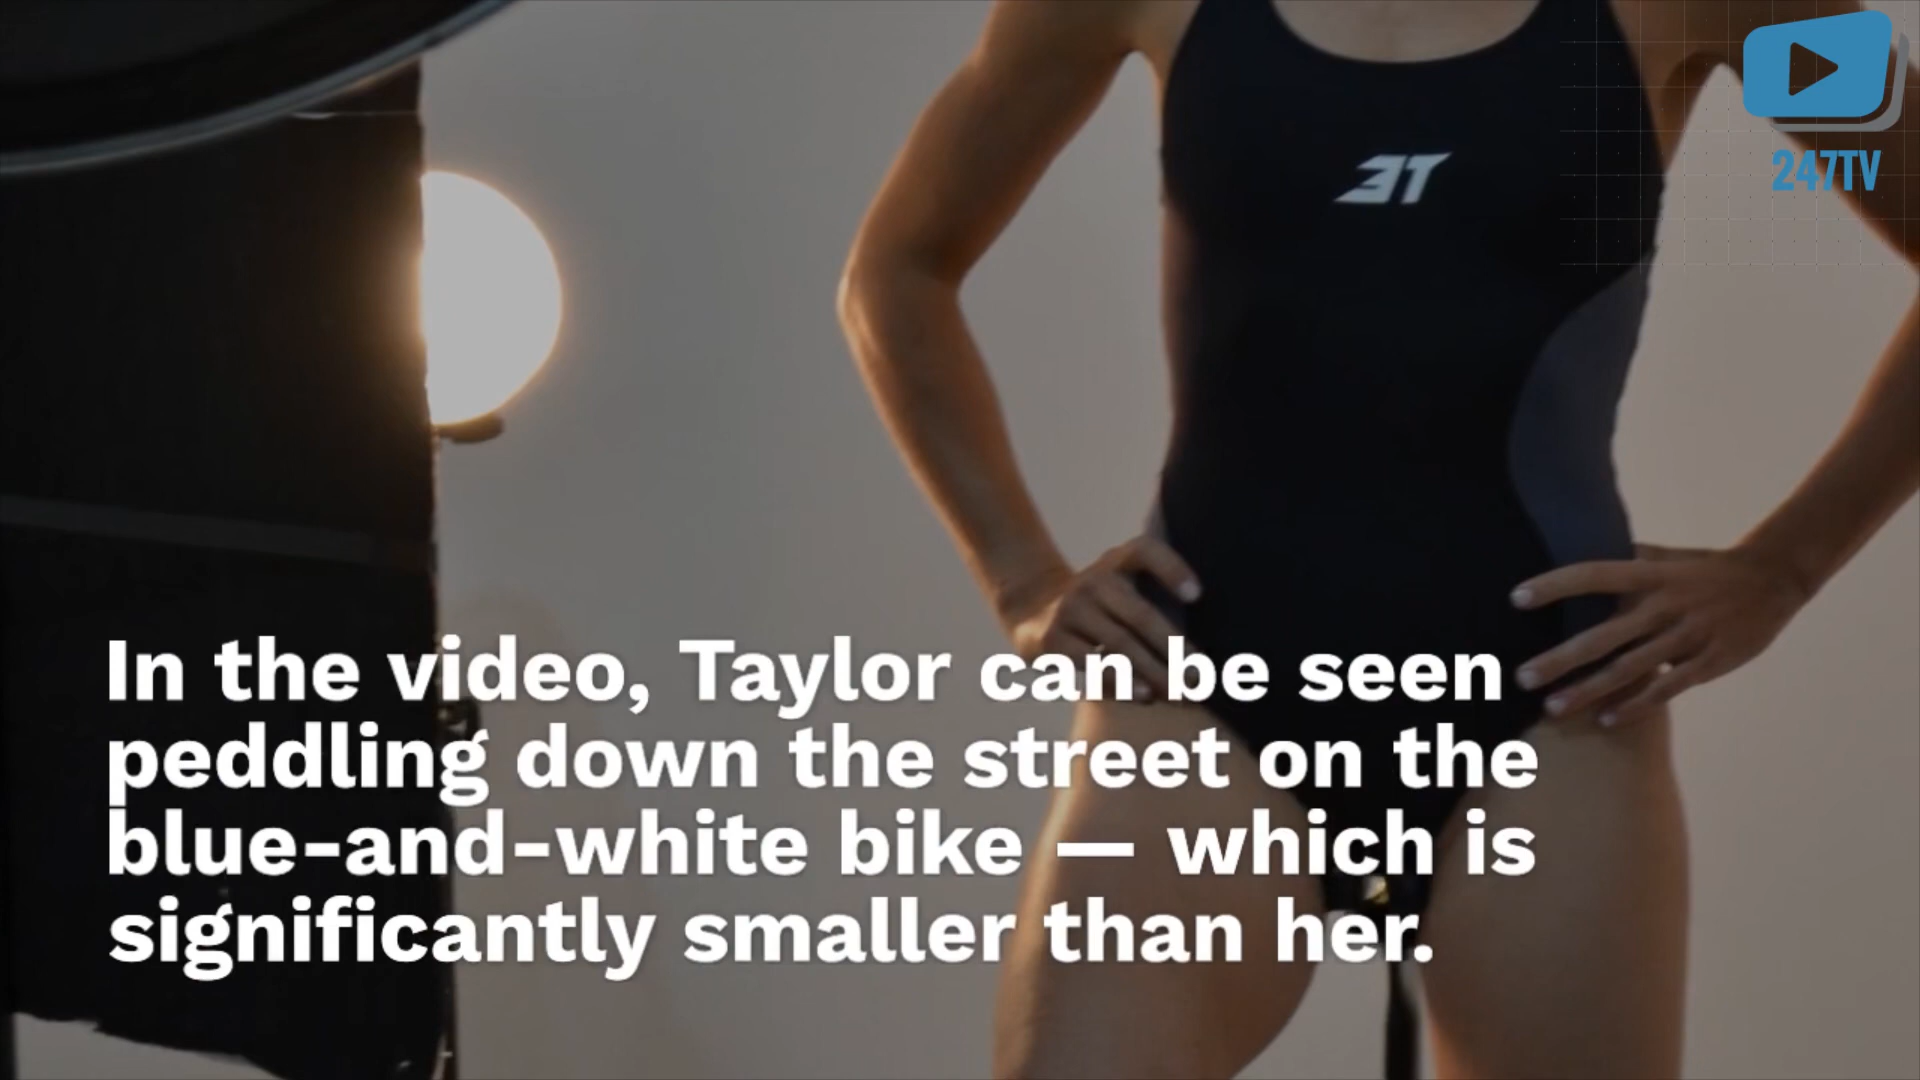 3T
247TV
In the video, Taylor can be seen
peddling down the street on the
blue-and-white bike — which is
significantly smaller than her.